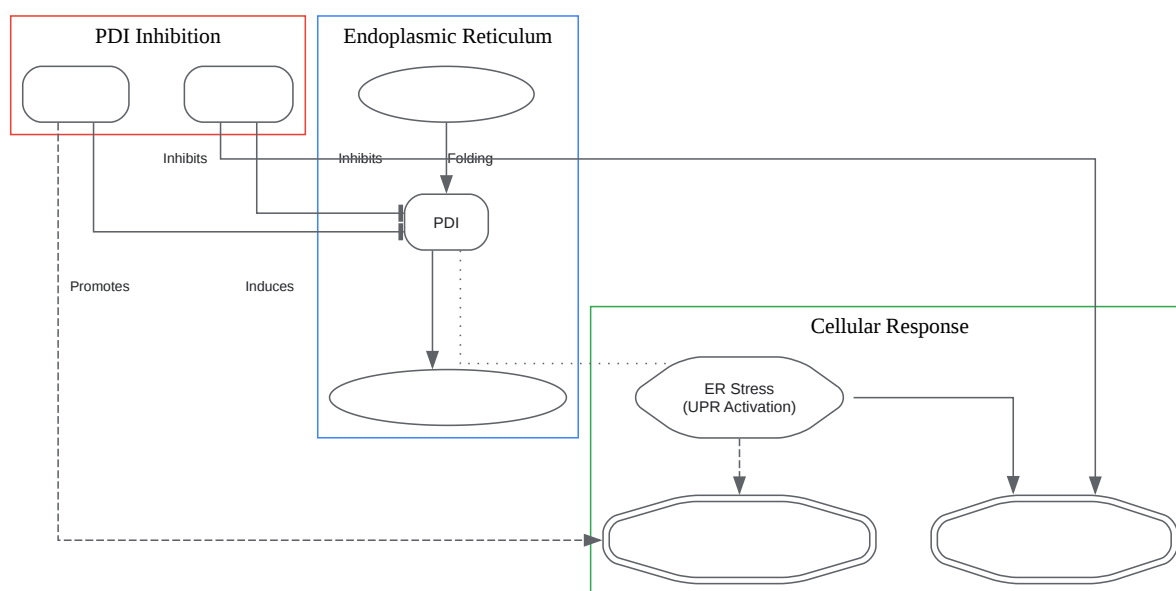 PDI Inhibition
Endoplasmic Reticulum
Inhibits
Inhibits
Folding
PDI
Promotes
Induces
Cellular Response
ER Stress
(UPR Activation)